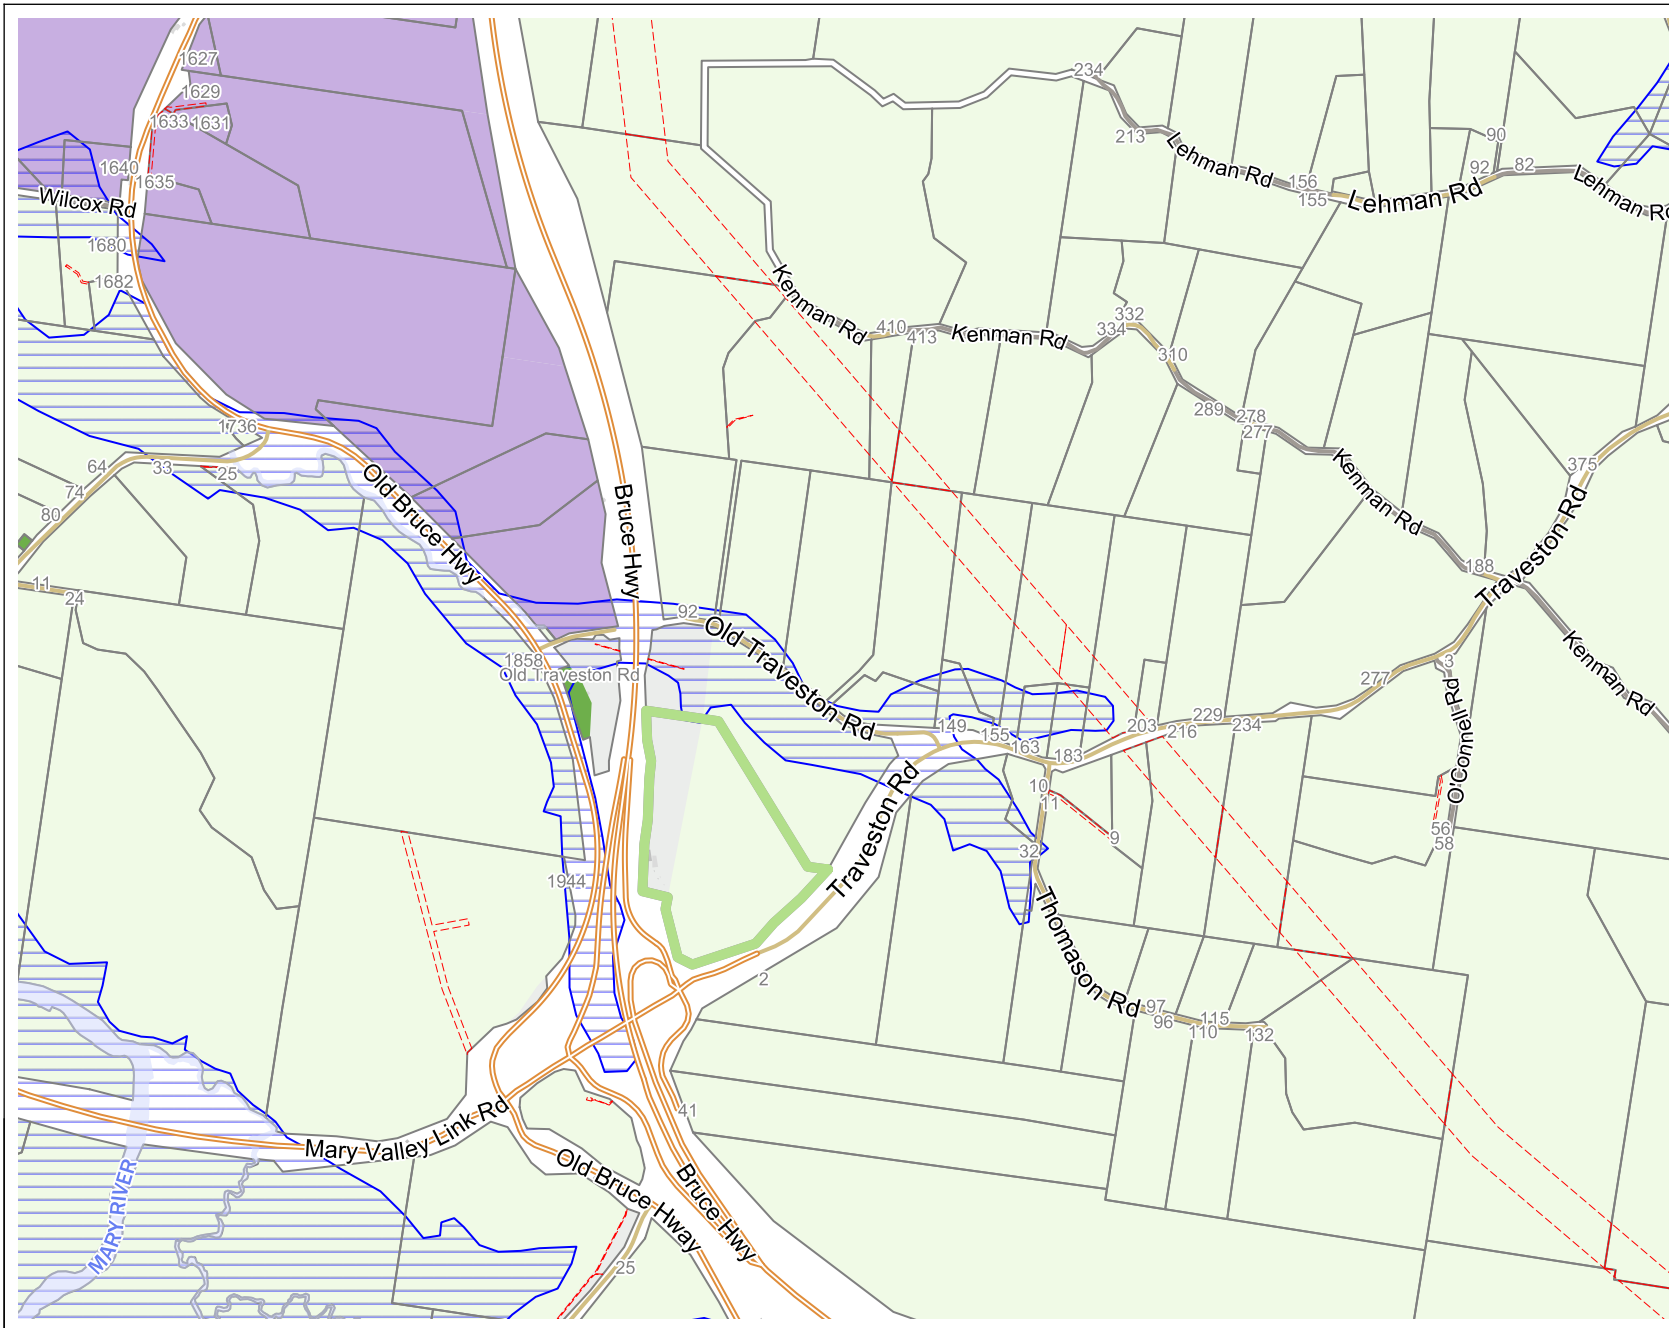 1627
234
1629
1633 1631
213
90
Lehman Rd
92
82
1640
1635
156
155
Lehman Rd
Lehman Rd
Wilcox Rd
1680
1682
Kenman Rd
410
413
Kenman Rd
332
334
310
289
278
277
1736
64
33
25
74
80
Old Bruce Hwy
Bruce Hwy
Kenman Rd
375
Traveston Rd
188
11
24
92
Old Traveston Rd
1858
Old Traveston Rd
Kenman Rd
3
277
O'Connell Rd
149
155
163
183
203
216
229
234
10
11
9
32
56
58
Traveston Rd
1944
Thomason Rd
2
97
96
115
110
132
41
Mary Valley Link Rd
MARY RIVER
Old Bruce Hway
Bruce Hwy
25